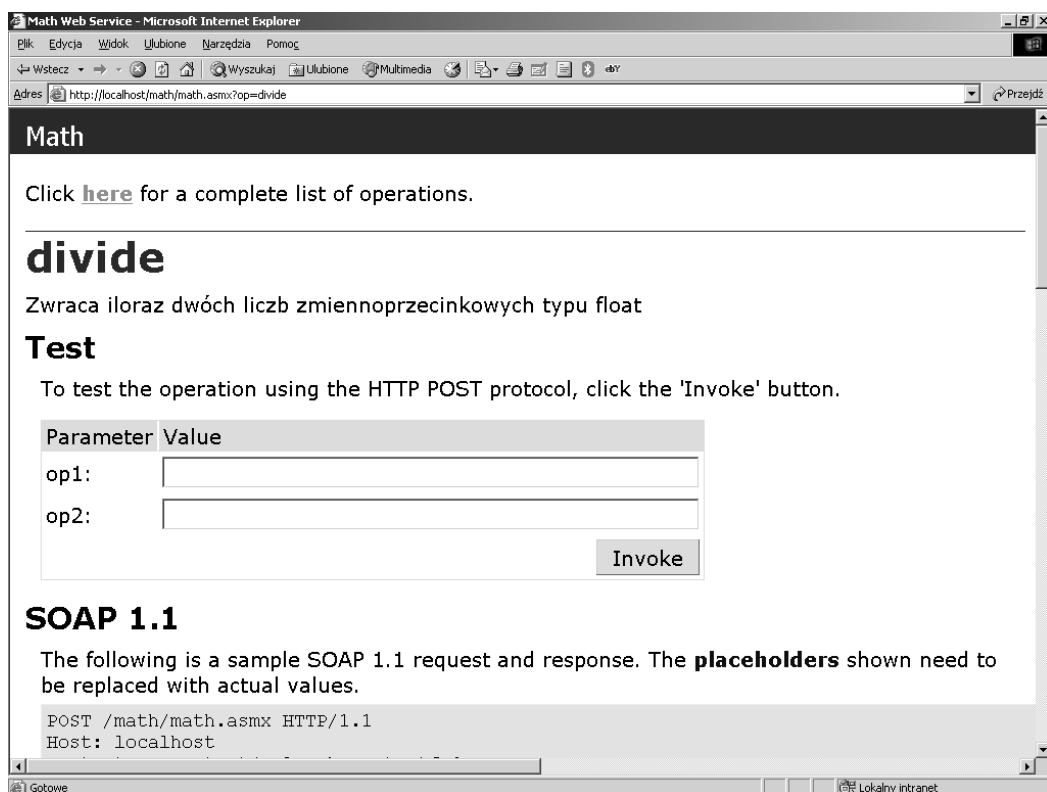 Math Web Service - Microsoft Internet Explorer
Plik Edycja Widok Ulubione Narzędzia Pomoc
Wstecz Wyszukaj Ulubione Multimedia
Adres http://localhost/math/math.asmx?op=divide Przejdź
Math
Click here for a complete list of operations.
divide
Zwraca iloraz dwóch liczb zmiennoprzecinkowych typu float
Test
To test the operation using the HTTP POST protocol, click the 'Invoke' button.
Parameter Value
op1:
op2:
Invoke
SOAP 1.1
The following is a sample SOAP 1.1 request and response. The placeholders shown need to
be replaced with actual values.
POST /math/math.asmx HTTP/1.1
Host: localhost
Gotowe Lokalny intranet